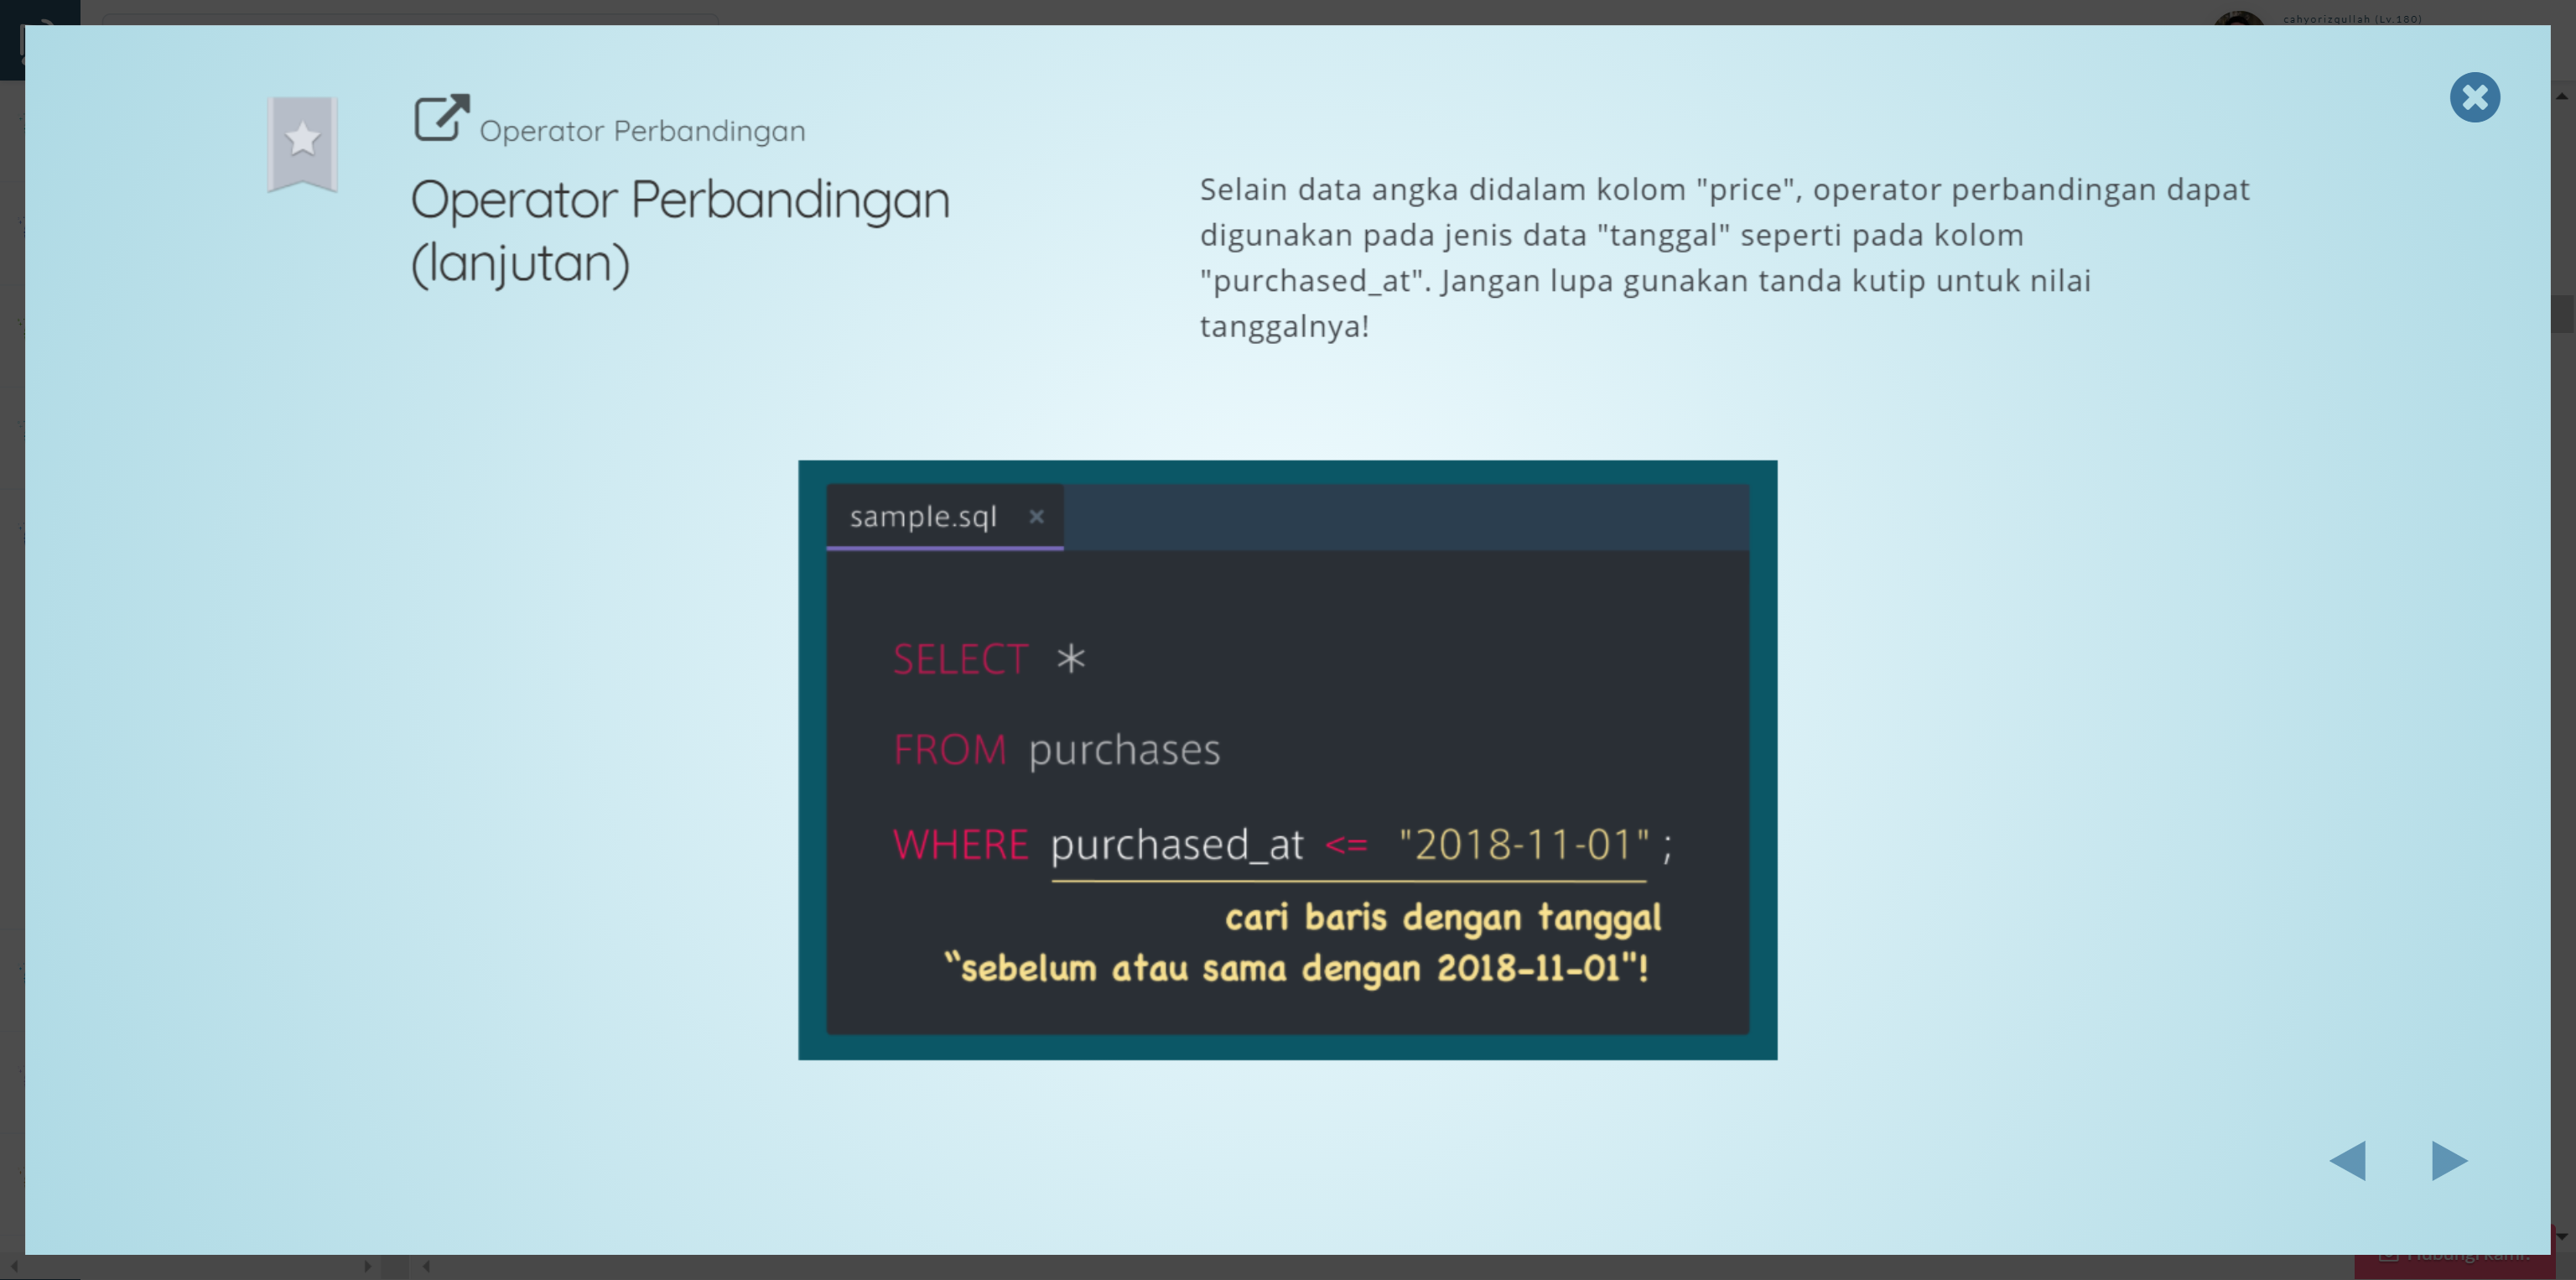 cahyorizqullah (Lv.180)
Operator Perbandingan
Operator Perbandingan
(lanjutan)
Selain data angka didalam kolom "price", operator perbandingan dapat
digunakan pada jenis data "tanggal" seperti pada kolom
"purchased_at". Jangan lupa gunakan tanda kutip untuk nilai
tanggalnya!
sample.sql ×
SELECT *
FROM purchases
WHERE purchased_at <= "2018-11-01" ;
cari baris dengan tanggal
“sebelum atau sama dengan 2018-11-01"!
Hubungi kami!